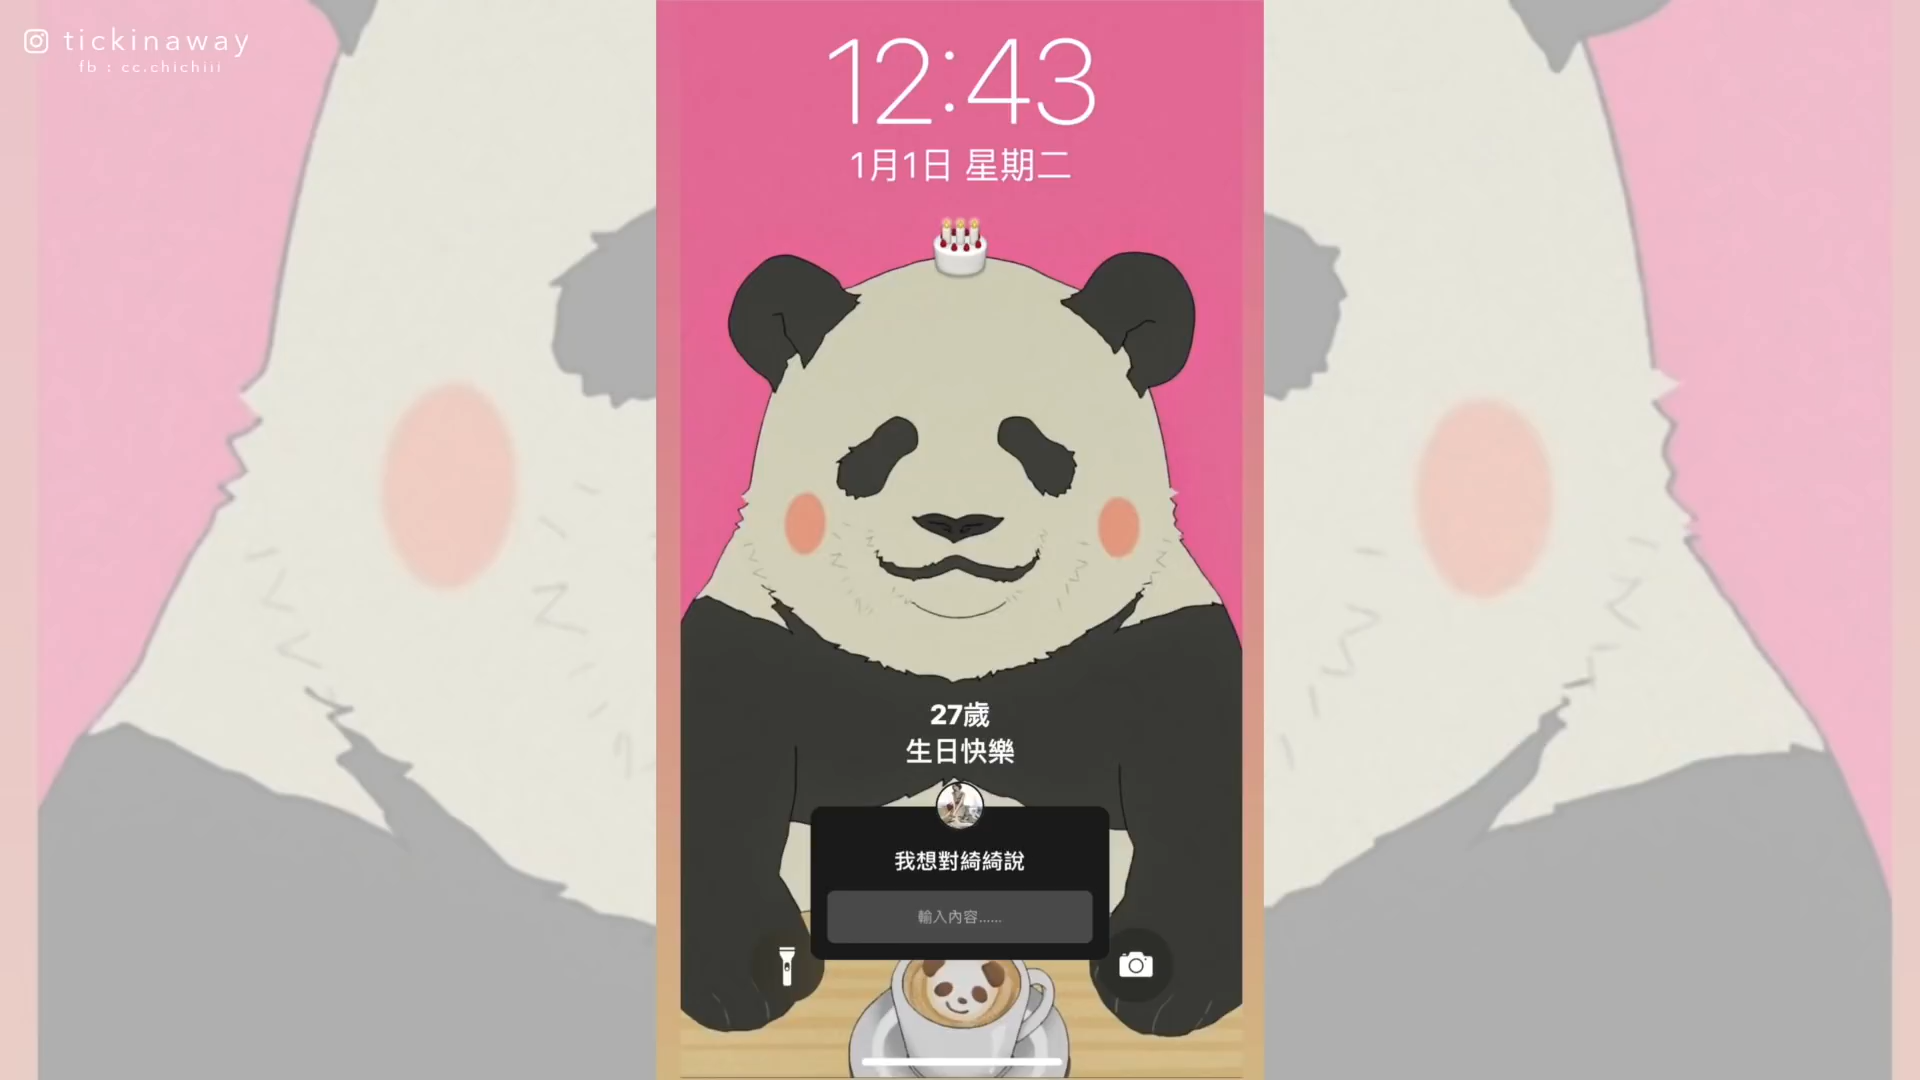 tickinaway
fb : cc.chichiii
12:43
1月1日 星期二
27歲
生日快樂
我想對綺綺說
輸入內容......